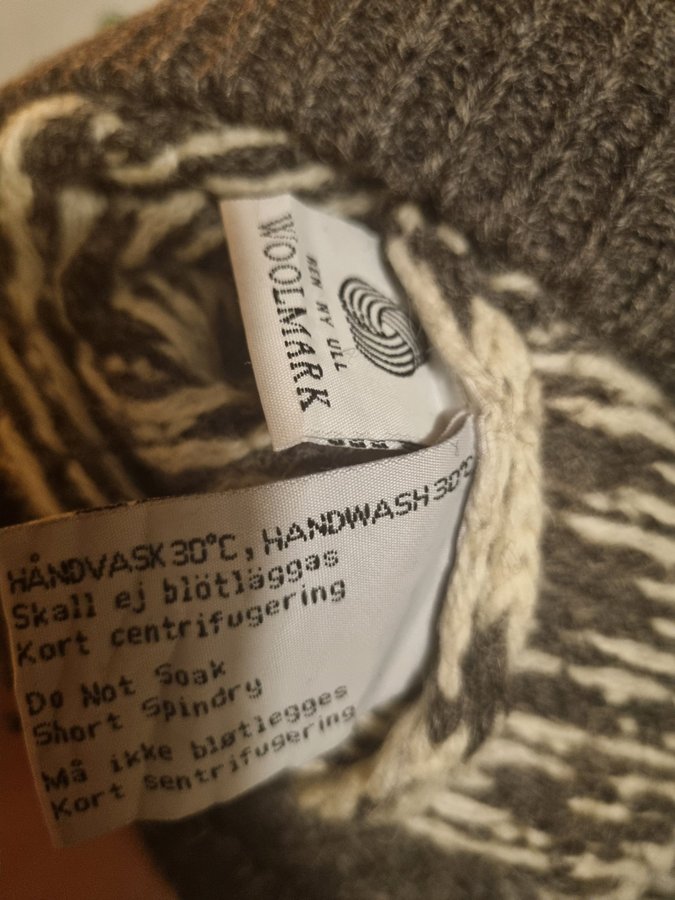 WOOLMARK
REN NY ULL
HÅNDVASK 30°C, HANDWASH 30°C
Skall ej blötläggas
Kort centrifugering
Do Not Soak
Short Spindry
Må ikke bløtlegges
Kort sentrifugering